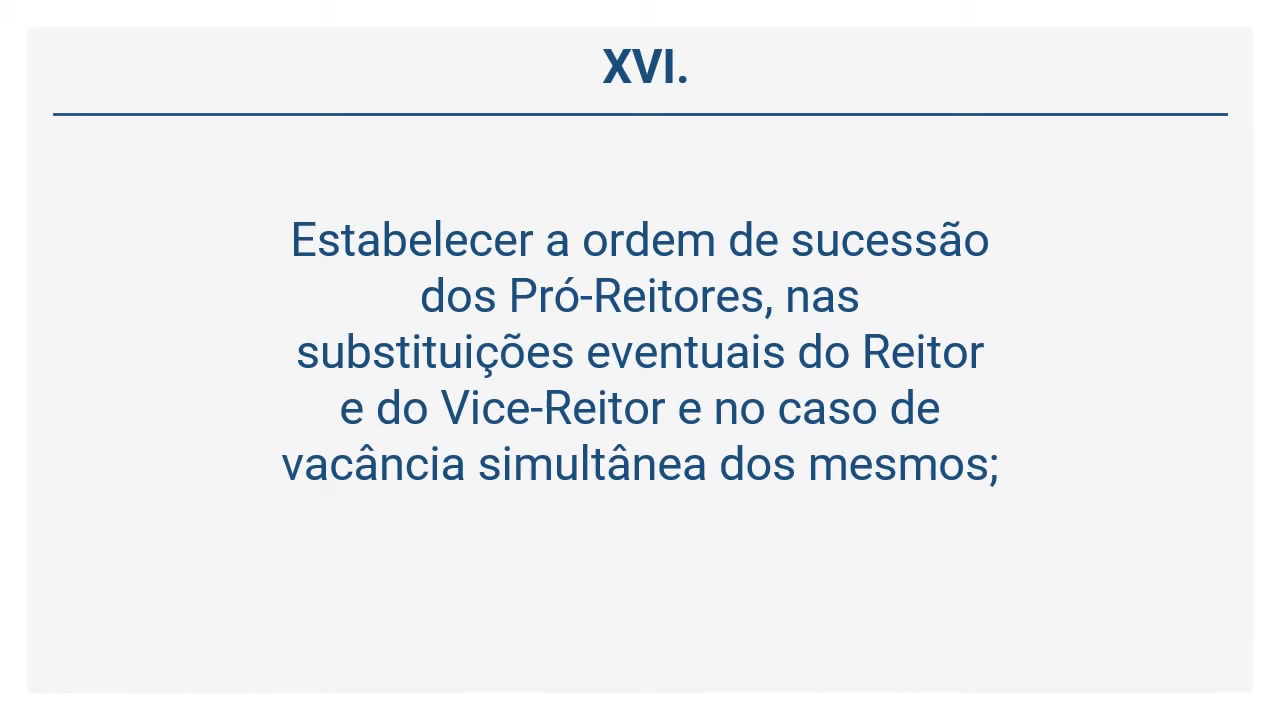 XVI.
Estabelecer a ordem de sucessão
dos Pró-Reitores, nas
substituições eventuais do Reitor
e do Vice-Reitor e no caso de
vacância simultânea dos mesmos;